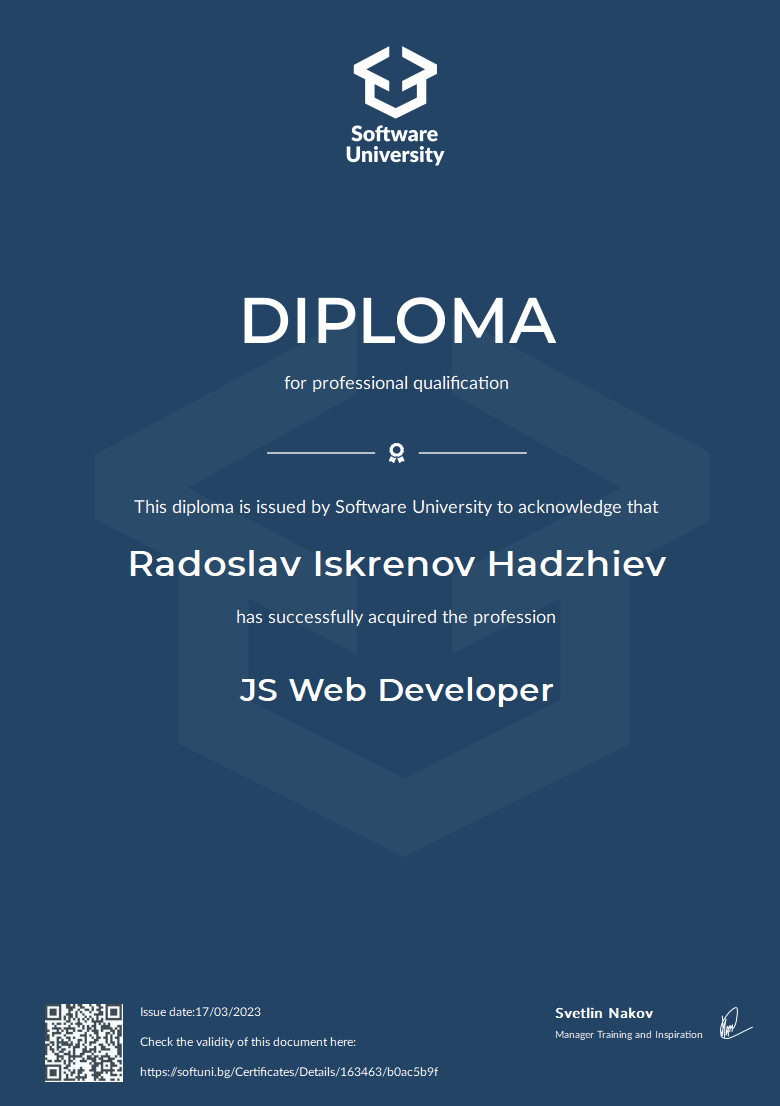 Software
University
DIPLOMA
for professional qualification
This diploma is issued by Software University to acknowledge that
Radoslav Iskrenov Hadzhiev
has successfully acquired the profession
JS Web Developer
Issue date:17/03/2023
Check the validity of this document here:
https://softuni.bg/Certificates/Details/163463/b0ac5b9f
Svetlin Nakov
Manager Training and Inspiration